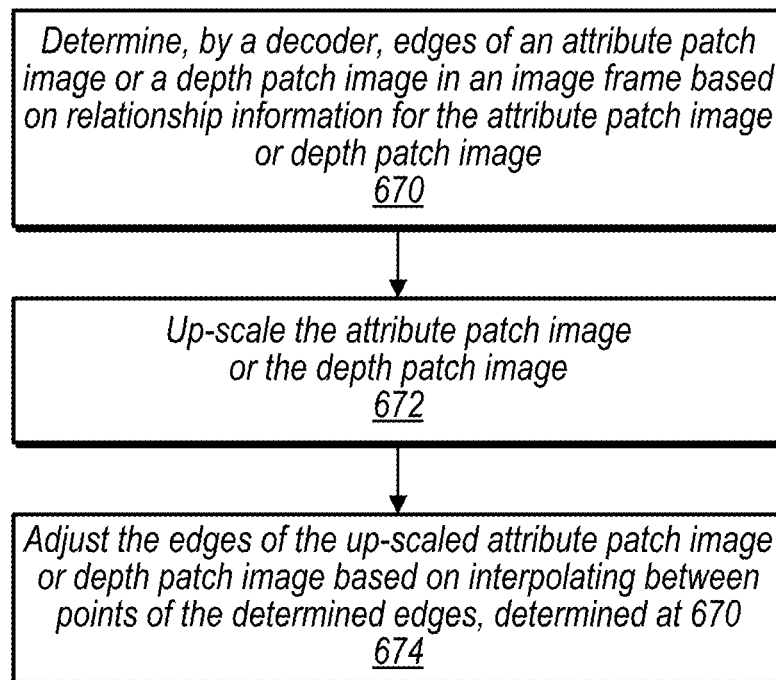 Determine, by a decoder, edges of an attribute patch
image or a depth patch image in an image frame based
on relationship information for the attribute patch image
or depth patch image
670
Up-scale the attribute patch image
or the depth patch image
672
Adjust the edges of the up-scaled attribute patch image
or depth patch image based on interpolating between
points of the determined edges, determined at 670
674